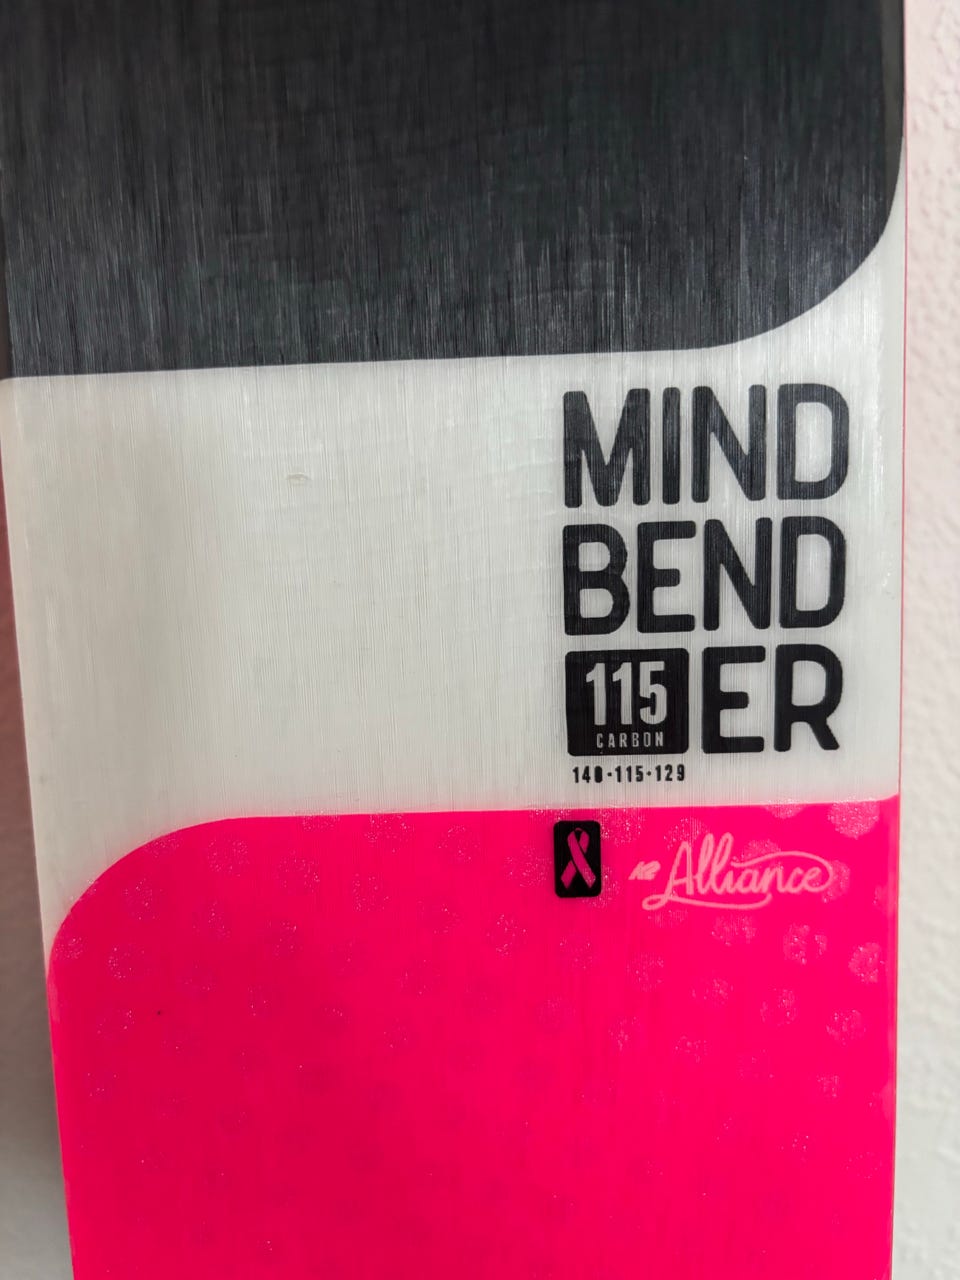 MIND
BEND
115 CARBON ER
140-115-129
K2 Alliance